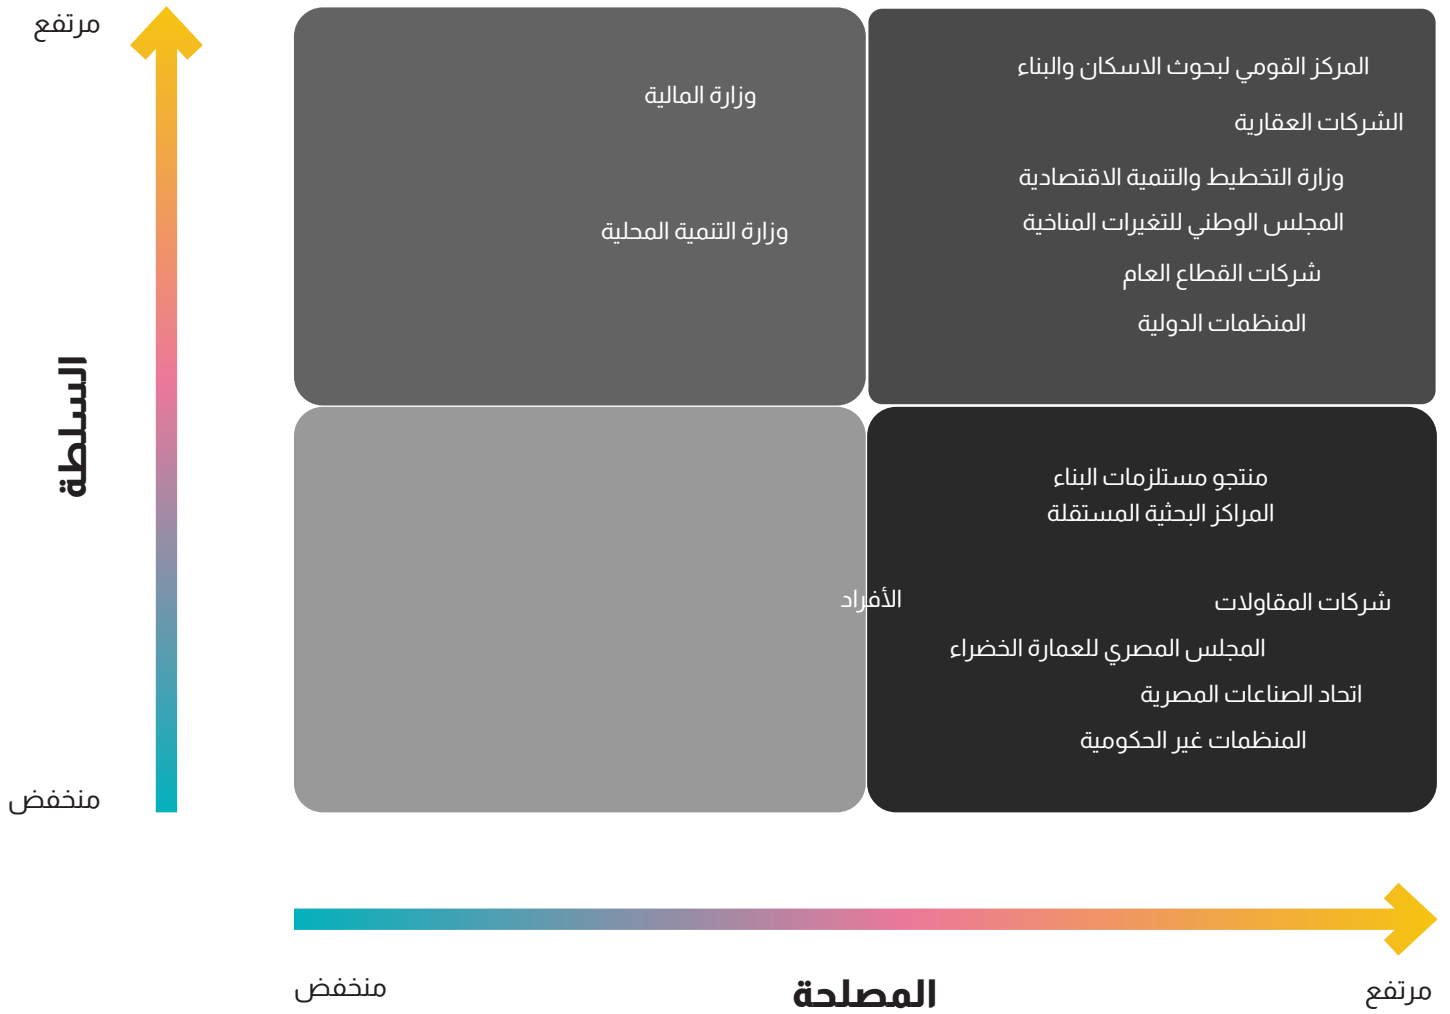 مرتفع
السلطة
منخفض
المركز القومي لبحوث الاسكان والبناء
الشركات العقارية
وزارة التخطيط والتنمية الاقتصادية
المجلس الوطني للتغيرات المناخية
شركات القطاع العام
المنظمات الدولية
وزارة المالية
وزارة التنمية المحلية
منتجو مستلزمات البناء
المراكز البحثية المستقلة
شركات المقاولات
الأفراد
المجلس المصري للعمارة الخضراء
اتحاد الصناعات المصرية
المنظمات غير الحكومية
مرتفع
المصلحة
منخفض